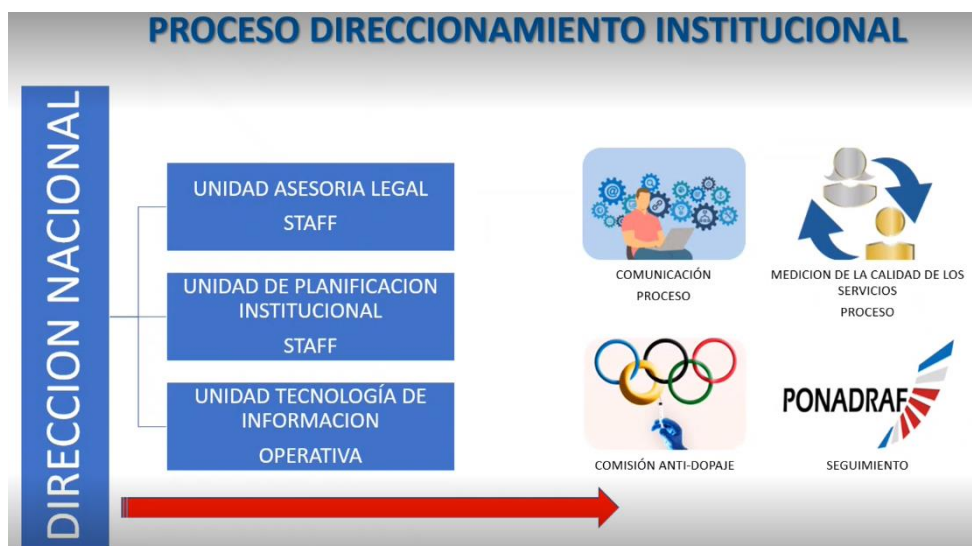 PROCESO DIRECCIONAMIENTO INSTITUCIONAL
DIRECCION NACIONAL
UNIDAD ASESORIA LEGAL
STAFF
UNIDAD DE PLANIFICACION
INSTITUCIONAL
STAFF
UNIDAD TECNOLOGÍA DE
INFORMACION
OPERATIVA
COMUNICACIÓN
PROCESO
MEDICION DE LA CALIDAD DE LOS
SERVICIOS
PROCESO
COMISIÓN ANTI-DOPAJE
PONADRAF
SEGUIMIENTO